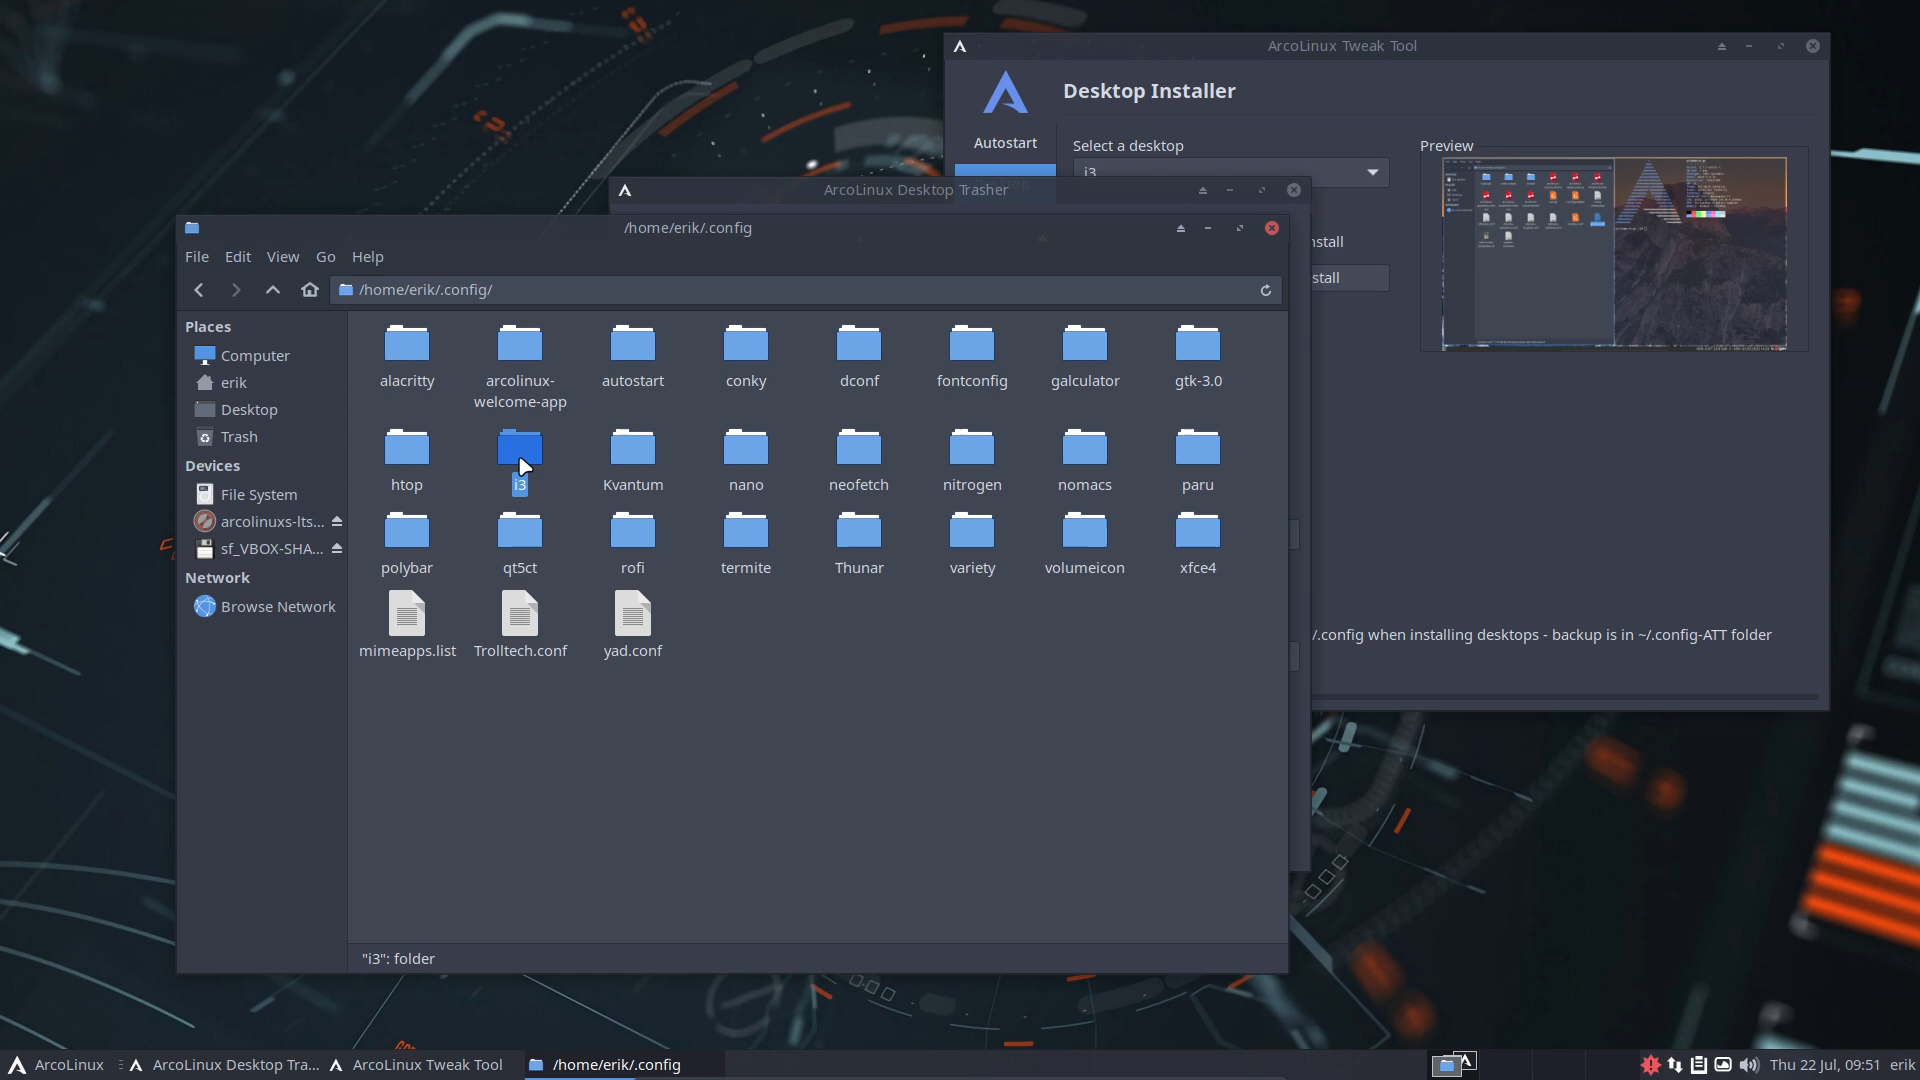 ArcoLinux Tweak Tool
Desktop Installer
Autostart
Select a desktop
i3
Preview
ArcoLinux Desktop Trasher
nstall
stall
/home/erik/.config
File Edit View Go Help
/home/erik/.config/
Places
Computer
erik
Desktop
Trash
Devices
File System
arcolinuxs-lts...
sf_VBOX-SHA...
Network
Browse Network
alacritty
arcolinux-
welcome-app
autostart
conky
dconf
fontconfig
galculator
gtk-3.0
htop
i3
Kvantum
nano
neofetch
nitrogen
nomacs
paru
polybar
qt5ct
rofi
termite
Thunar
variety
volumeicon
xfce4
mimeapps.list
Trolltech.conf
yad.conf
/.config when installing desktops - backup is in ~/.config-ATT folder
"i3": folder
ArcoLinux
ArcoLinux Desktop Tra...
ArcoLinux Tweak Tool
/home/erik/.config
Thu 22 Jul, 09:51
erik